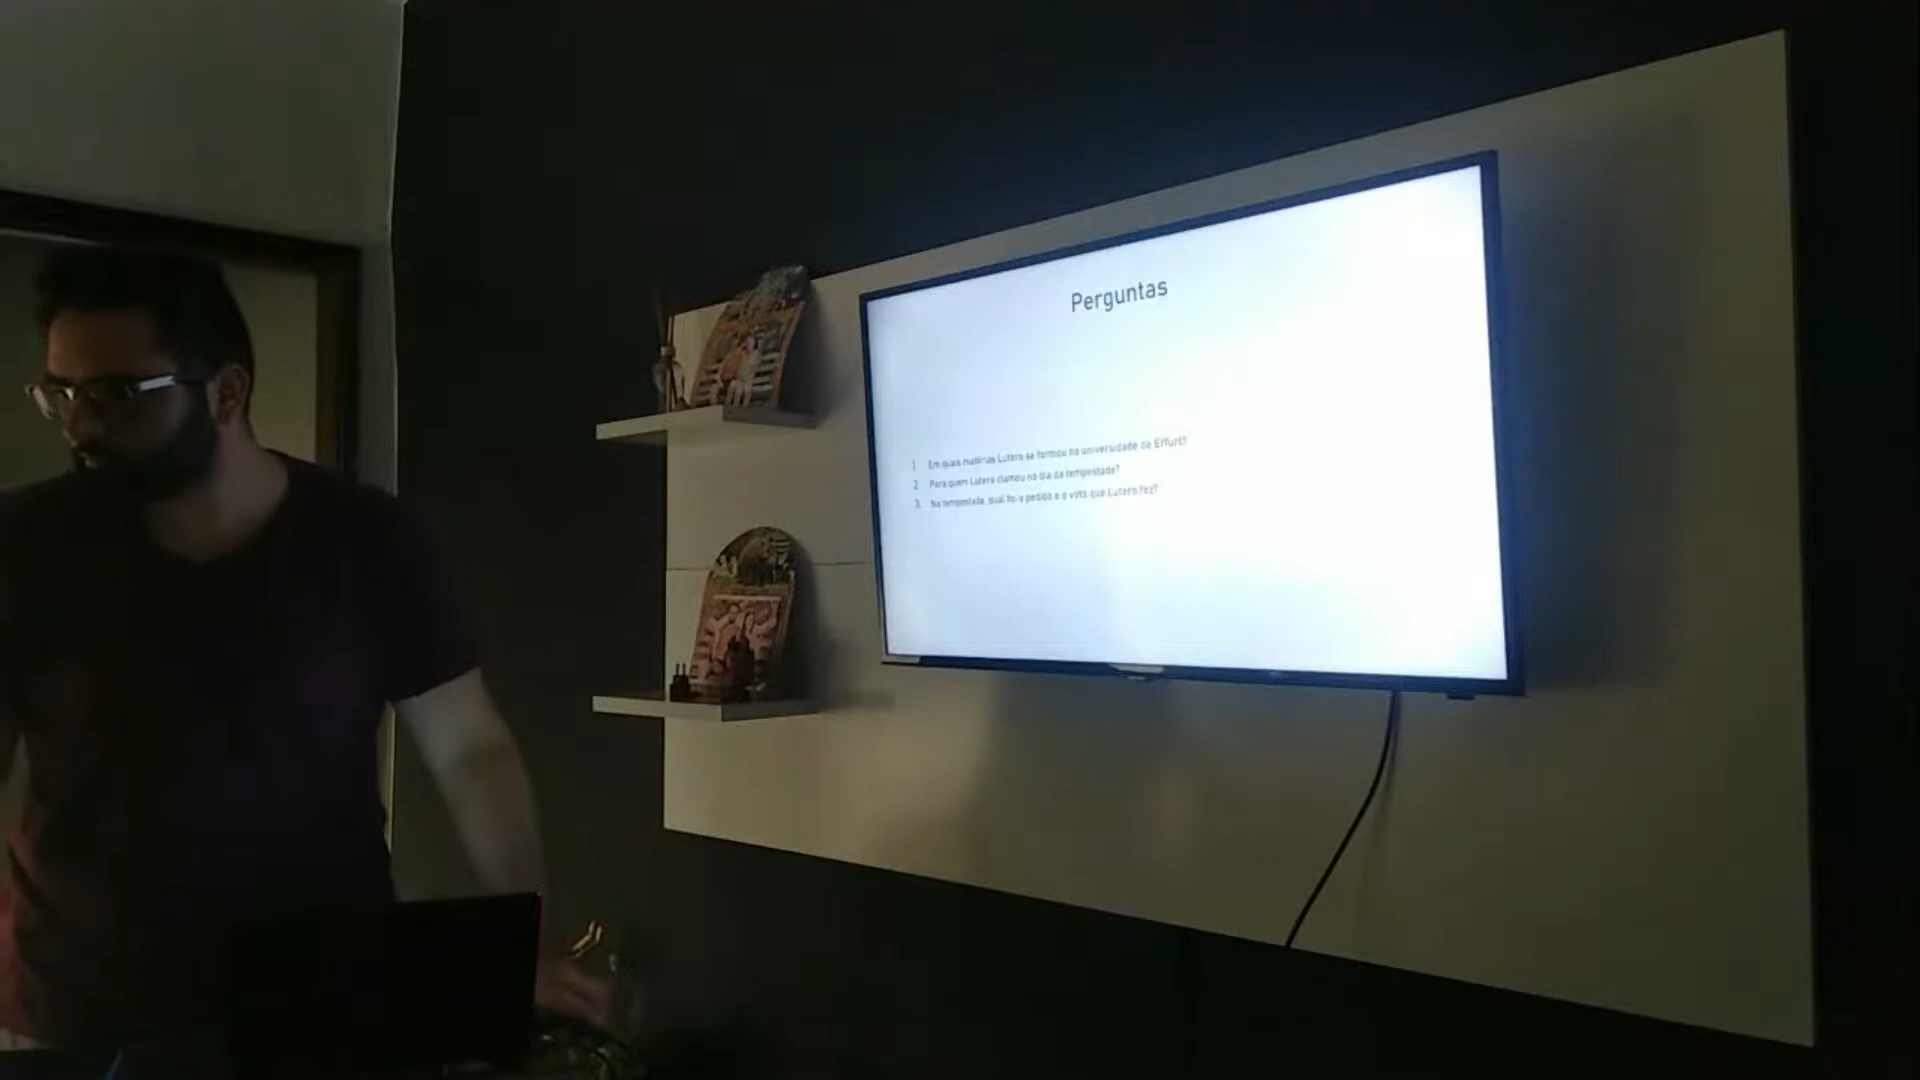 Perguntas
1. Em quais matérias Lutero se formou na universidade de Erfurt?
2. Para quem Lutero clamou no dia da tempestade?
3. Na tempestade, qual foi o pedido e o voto que Lutero fez?